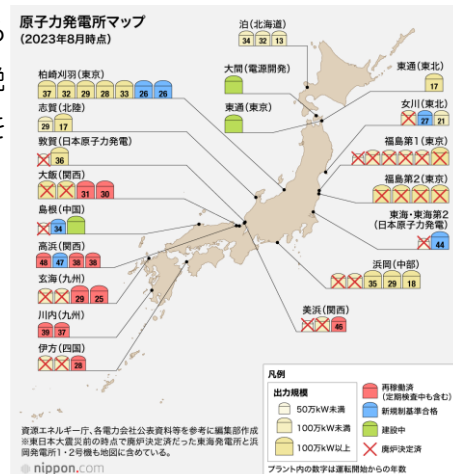 原子力発電所マップ
(2023年8月時点)
泊(北海道)
34 32 13
柏崎刈羽(東京)
37 32 29 28 33 26 26
大間(電源開発)
東通(東北)
17
志賀(北陸)
29 17
東通(東京)
女川(東北)
27 21
敦賀(日本原子力発電)
36
福島第1(東京)
大飯(関西)
31 30
福島第2(東京)
島根(中国)
34
東海・東海第2
(日本原子力発電)
44
高浜(関西)
48 47 38 38
浜岡(中部)
35 29 18
玄海(九州)
29 25
美浜(関西)
46
川内(九州)
39 37
伊方(四国)
28
凡例
出力規模
50万kW未満
100万kW未満
100万kW以上
再稼働済
(定期検査中も含む)
新規制基準合格
建設中
廃炉決定済
プラント内の数字は運転開始からの年数
資源エネルギー庁、各電力会社公表資料等を参考に編集部作成
※東日本大震災前の時点で廃炉決済だった東海発電所と浜
岡発電所1・2号機も地図に含めている。
nippon.com